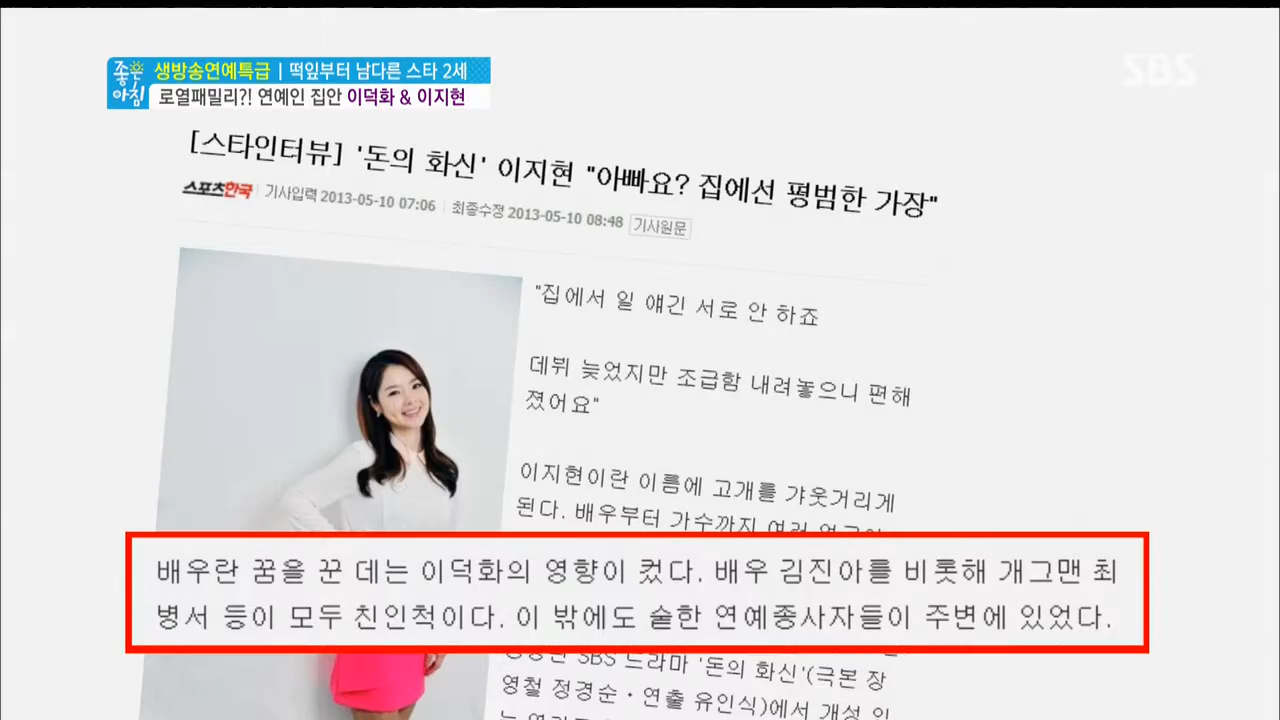 좋은
아침
생방송연예특급 | 떡잎부터 남다른 스타 2세
로열패밀리?! 연예인 집안 이덕화 & 이지현
SBS
[스타인터뷰] '돈의 화신' 이지현 "아빠요? 집에선 평범한 가장"
스포츠한국 | 기사입력 2013-05-10 07:06 | 최종수정 2013-05-10 08:48 기사원문
"집에서 일 얘긴 서로 안 하죠
데뷔 늦었지만 조급함 내려놓으니 편해
졌어요"
이지현이란 이름에 고개를 갸웃거리게
된다. 배우부터 가수까지 여러
배우란 꿈을 꾼 데는 이덕화의 영향이 컸다. 배우 김진아를 비롯해 개그맨 최
병서 등이 모두 친인척이다. 이 밖에도 숱한 연예종사자들이 주변에 있었다.
SBS 드라마 '돈의 화신'(극본 장
영철 정경순·연출 유인식)에서 개성